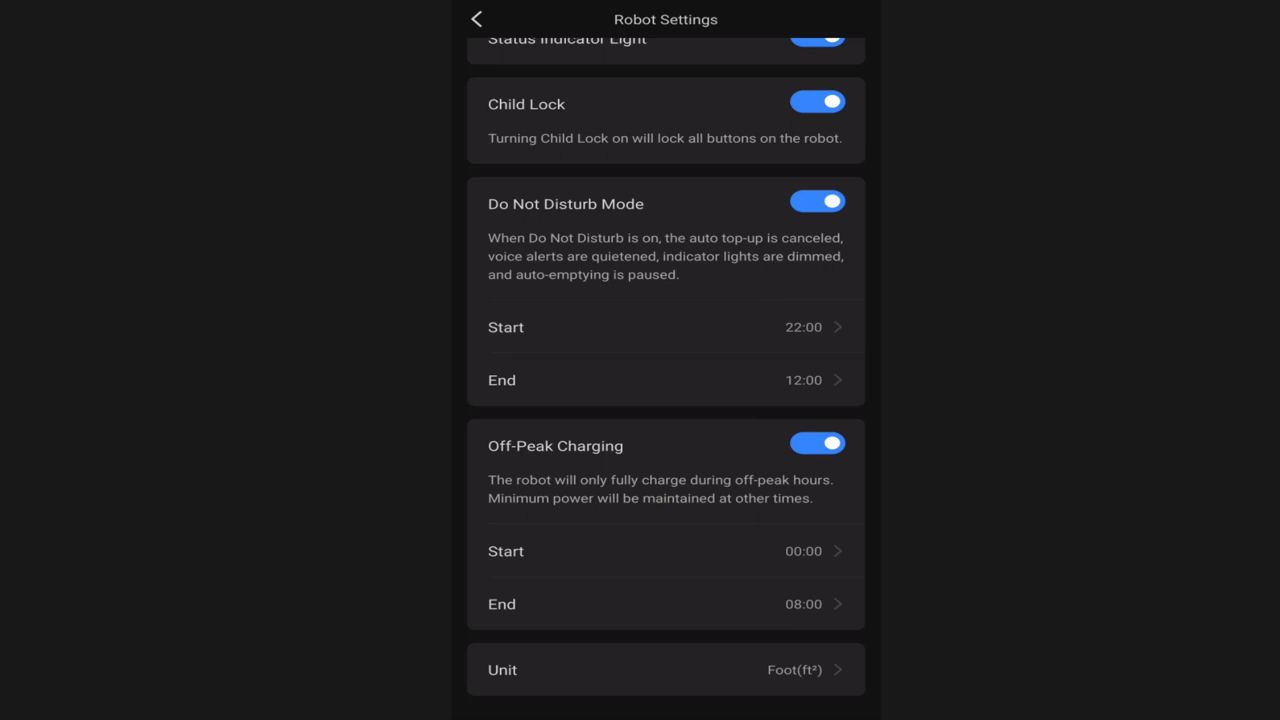 Robot Settings
Status Indicator Light
Child Lock
Turning Child Lock on will lock all buttons on the robot.
Do Not Disturb Mode
When Do Not Disturb is on, the auto top-up is canceled,
voice alerts are quietened, indicator lights are dimmed,
and auto-emptying is paused.
Start 22:00
End 12:00
Off-Peak Charging
The robot will only fully charge during off-peak hours.
Minimum power will be maintained at other times.
Start 00:00
End 08:00
Unit Foot(ft²)